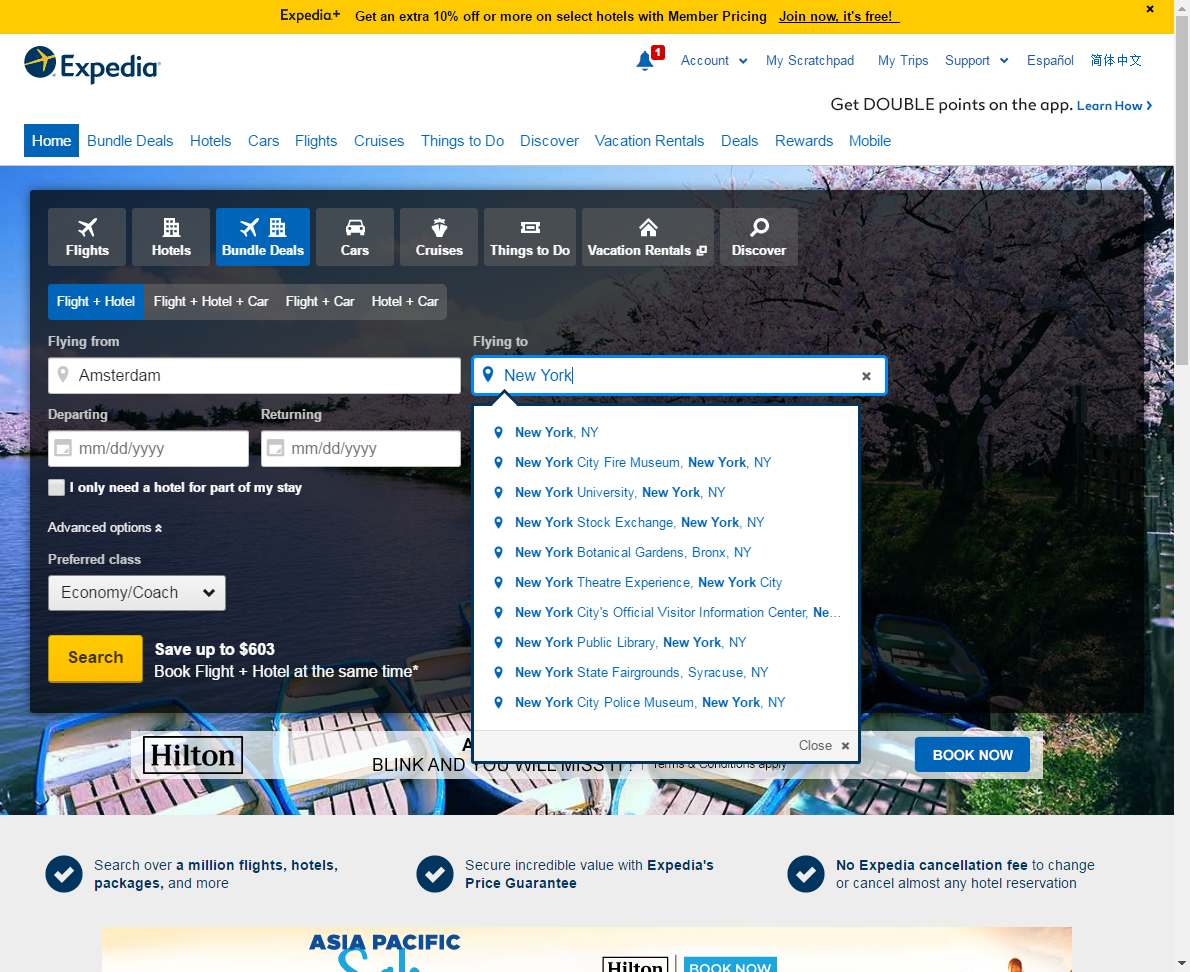 Expedia+ Get an extra 10% off or more on select hotels with Member Pricing Join now, it's free!
Expedia
1
Account My Scratchpad My Trips Support Español 简体中文
Get DOUBLE points on the app. Learn How
Home Bundle Deals Hotels Cars Flights Cruises Things to Do Discover Vacation Rentals Deals Rewards Mobile
Flights Hotels Bundle Deals Cars Cruises Things to Do Vacation Rentals Discover
Flight + Hotel Flight + Hotel + Car Flight + Car Hotel + Car
Flying from Flying to
Amsterdam New York
Departing Returning
mm/dd/yyyy mm/dd/yyyy
I only need a hotel for part of my stay
Advanced options
Preferred class
Economy/Coach
Search
Save up to $603
Book Flight + Hotel at the same time*
New York, NY
New York City Fire Museum, New York, NY
New York University, New York, NY
New York Stock Exchange, New York, NY
New York Botanical Gardens, Bronx, NY
New York Theatre Experience, New York City
New York City's Official Visitor Information Center, Ne...
New York Public Library, New York, NY
New York State Fairgrounds, Syracuse, NY
New York City Police Museum, New York, NY
Close
Hilton
BLINK AND YOU WILL MISS IT! | Terms & Conditions apply
BOOK NOW
Search over a million flights, hotels,
packages, and more
Secure incredible value with Expedia's
Price Guarantee
No Expedia cancellation fee to change
or cancel almost any hotel reservation
ASIA PACIFIC
Hilton BOOK NOW